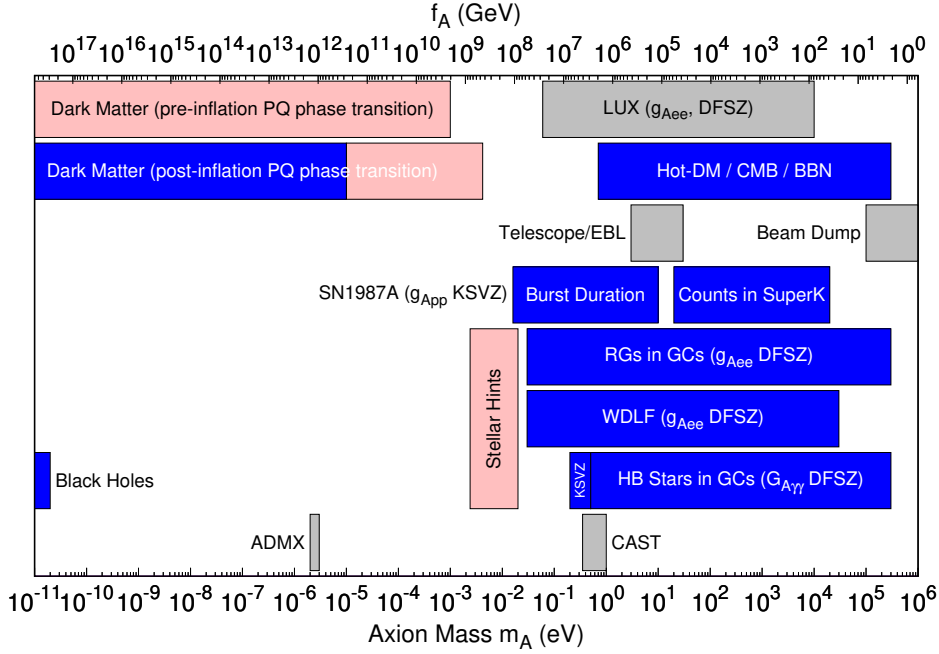 f_A (GeV)
10^17 10^16 10^15 10^14 10^13 10^12 10^11 10^10 10^9 10^8 10^7 10^6 10^5 10^4 10^3 10^2 10^1 10^0
Dark Matter (pre-inflation PQ phase transition)
LUX (g_Aee, DFSZ)
Dark Matter (post-inflation PQ phase transition)
Hot-DM / CMB / BBN
Telescope/EBL
Beam Dump
SN1987A (g_App KSVZ)
Burst Duration
Counts in SuperK
RGs in GCs (g_Aee DFSZ)
Stellar Hints
WDLF (g_Aee DFSZ)
Black Holes
KSVZ
HB Stars in GCs (G_Aγγ DFSZ)
ADMX
CAST
10^-11 10^-10 10^-9 10^-8 10^-7 10^-6 10^-5 10^-4 10^-3 10^-2 10^-1 10^0 10^1 10^2 10^3 10^4 10^5 10^6
Axion Mass m_A (eV)